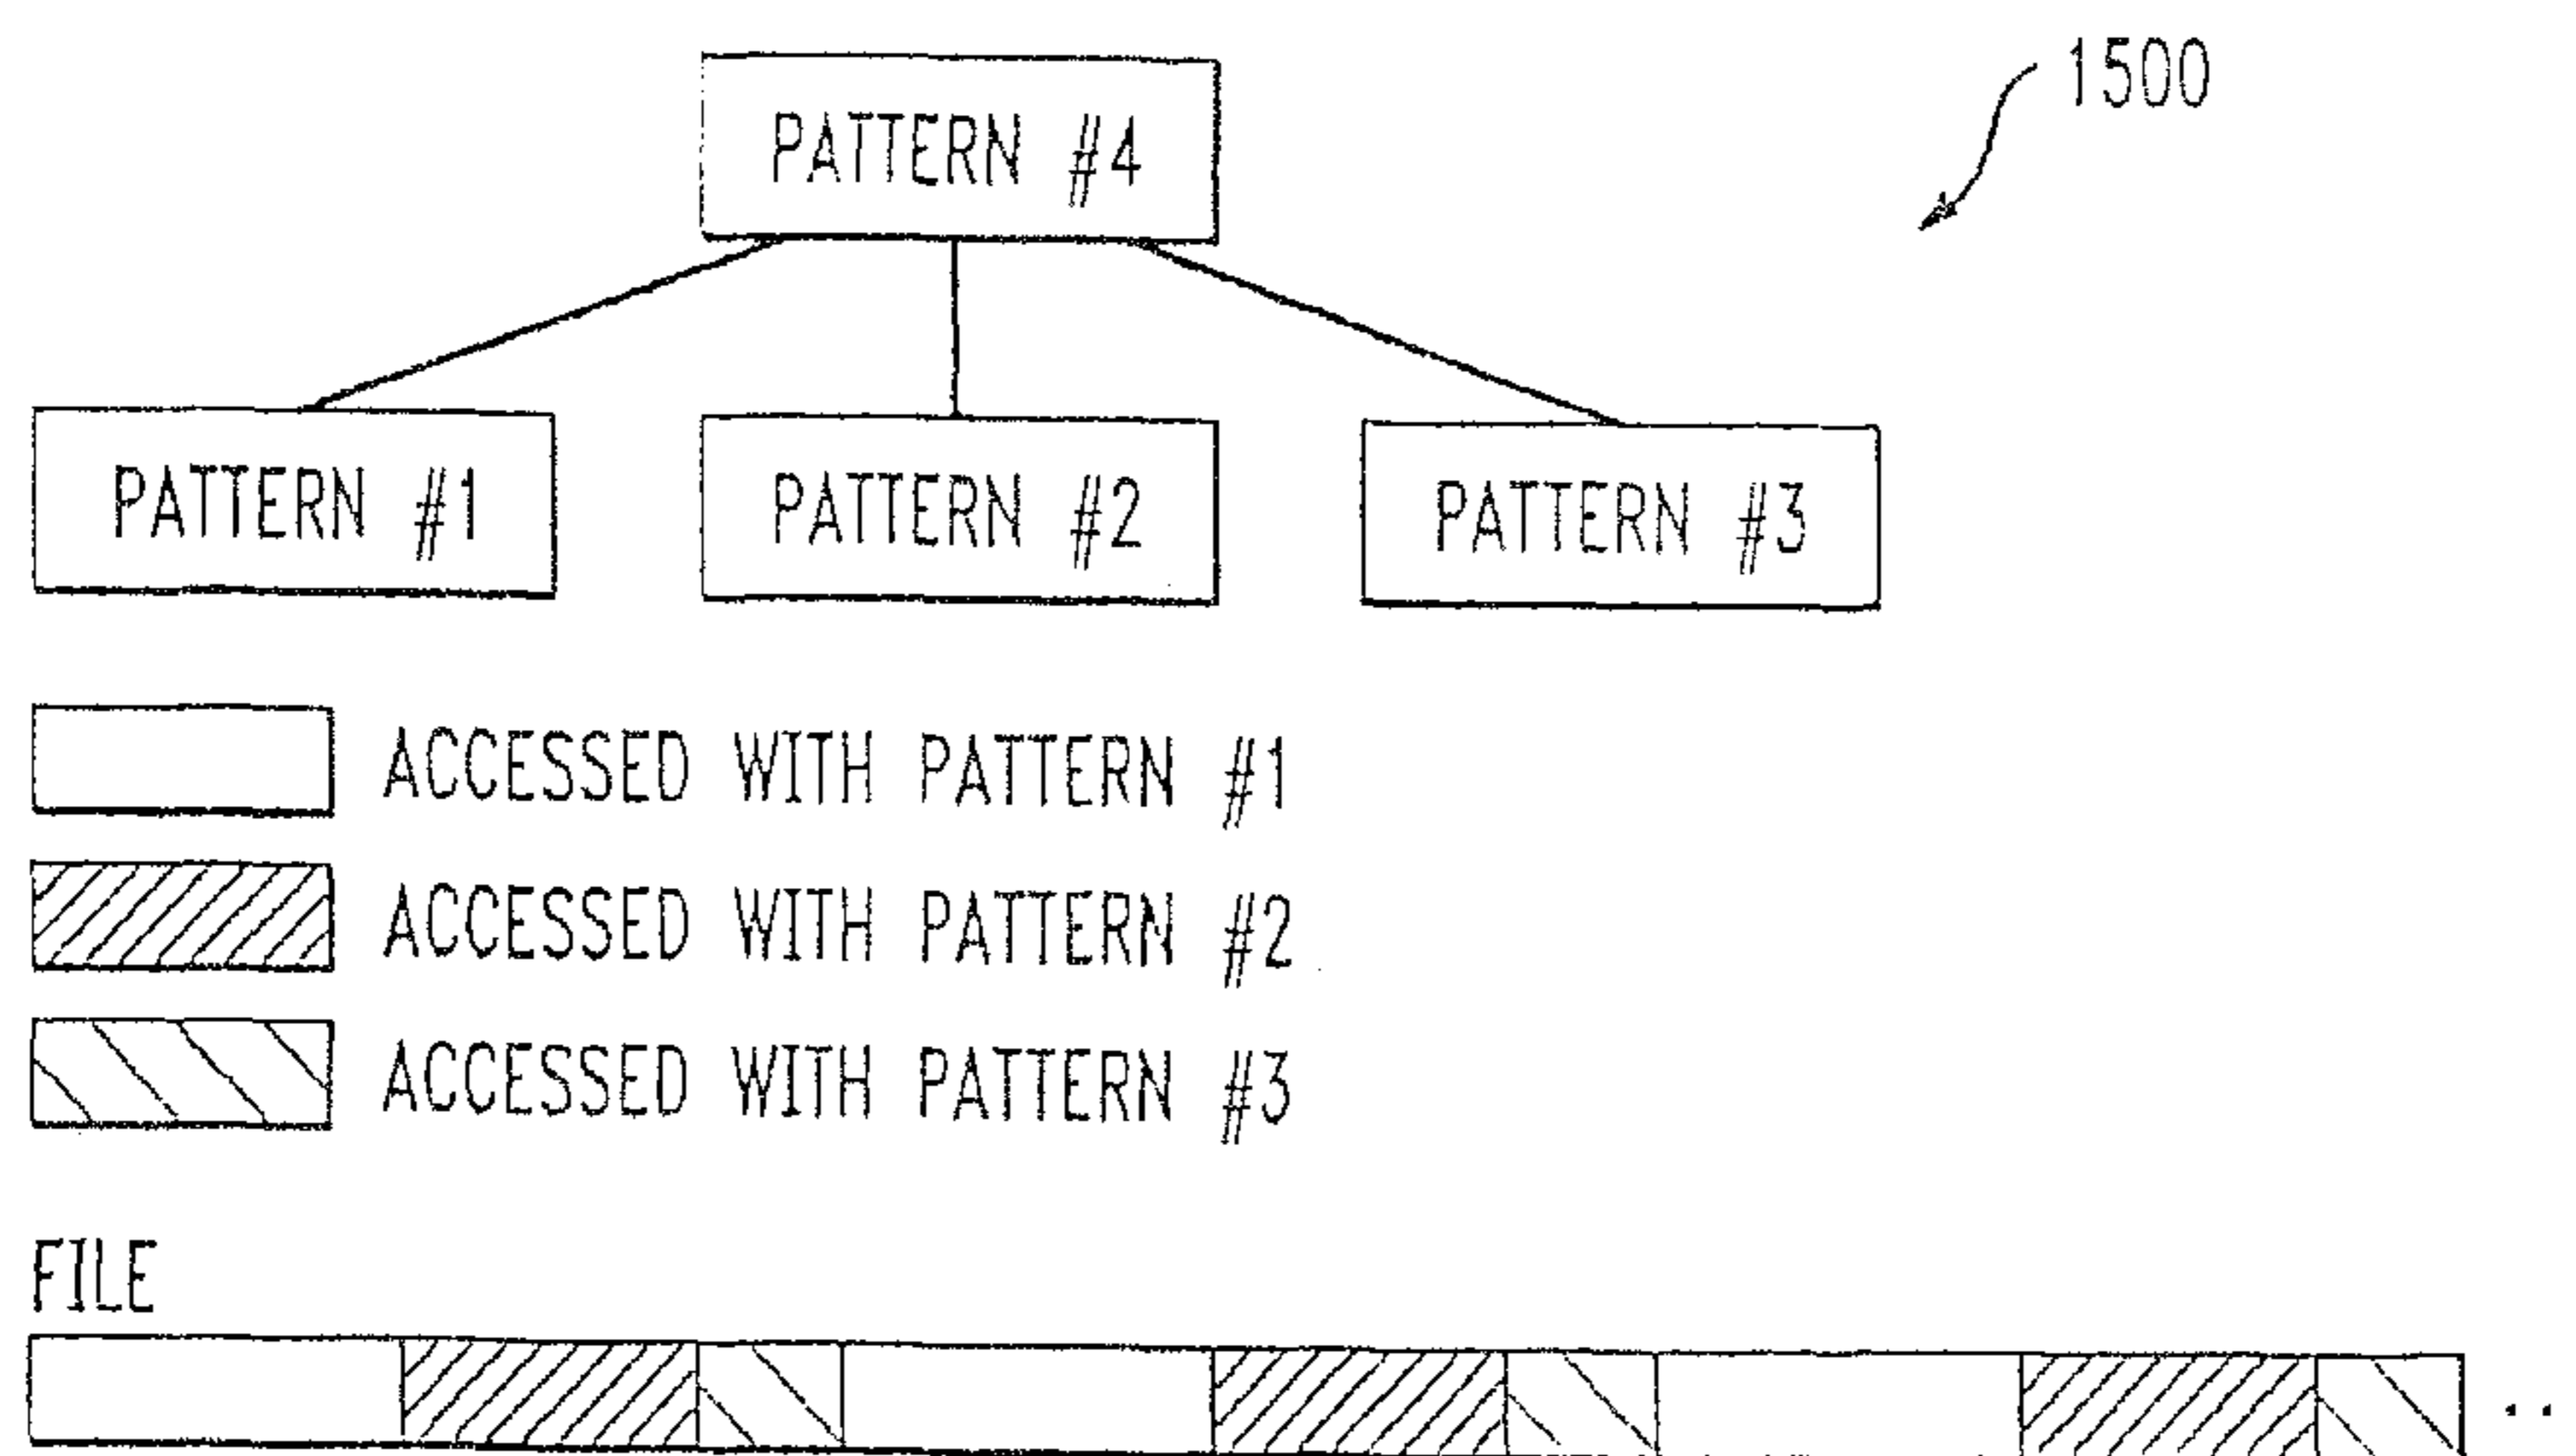 1500
PATTERN #4
PATTERN #1
PATTERN #2
PATTERN #3
ACCESSED WITH PATTERN #1
ACCESSED WITH PATTERN #2
ACCESSED WITH PATTERN #3
FILE
..